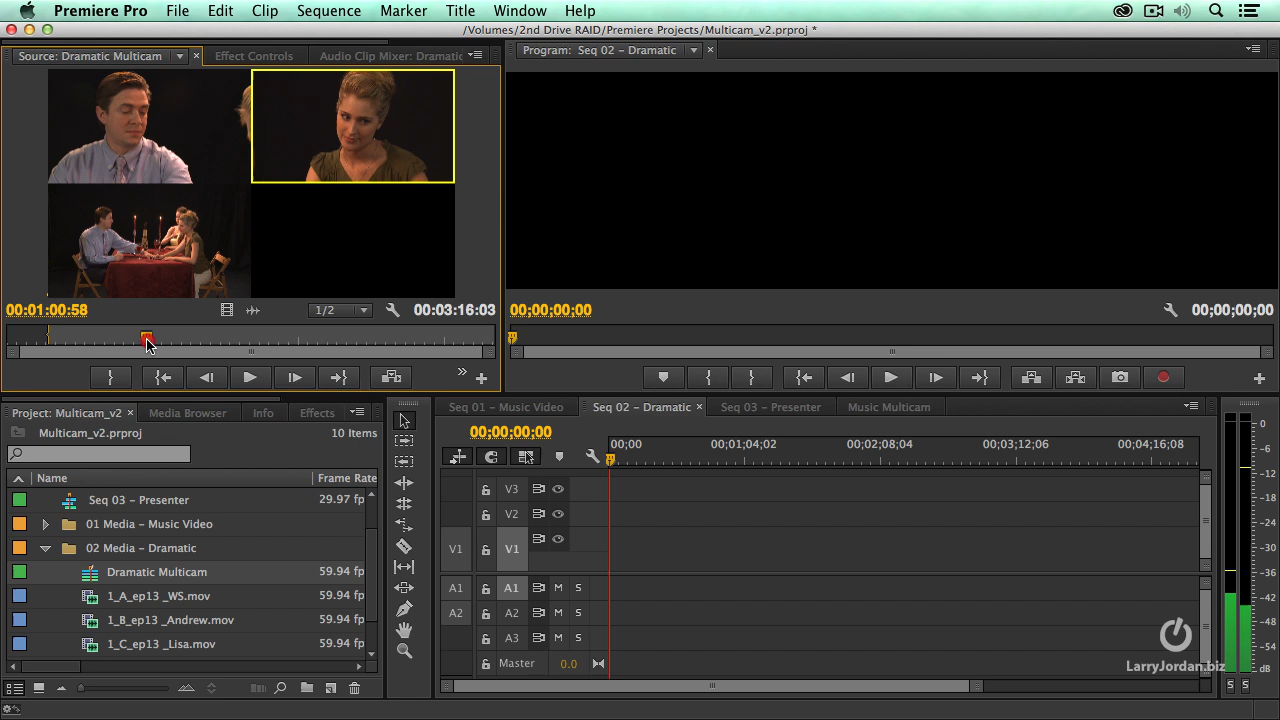 Premiere Pro File Edit Clip Sequence Marker Title Window Help
/Volumes/2nd Drive RAID/Premiere Projects/Multicam_v2.prproj *
Source: Dramatic Multicam × Effect Controls Audio Clip Mixer: Dramatic
Program: Seq 02 – Dramatic ×
00:01:00:58 1/2 00:03:16:03
00;00;00;00 00;00;00;00
Project: Multicam_v2 × Media Browser Info Effects
Multicam_v2.prproj 10 Items
Name Frame Rate
Seq 03 – Presenter 29.97 fp
01 Media – Music Video
02 Media – Dramatic
Dramatic Multicam 59.94 fp
1_A_ep13 _WS.mov 59.94 fp
1_B_ep13 _Andrew.mov 59.94 fp
1_C_ep13 _Lisa.mov 59.94 fp
Seq 01 – Music Video Seq 02 – Dramatic × Seq 03 – Presenter Music Multicam
00;00;00;00
00;00 00;01;04;02 00;02;08;04 00;03;12;06 00;04;16;08
V3
V2
V1 V1
A1 A1 M S
A2 A2 M S
A3 M S
Master 0.0
0
-6
-12
-18
-24
-30
-36
-42
-48
-54
dB
S S
LarryJordan.biz